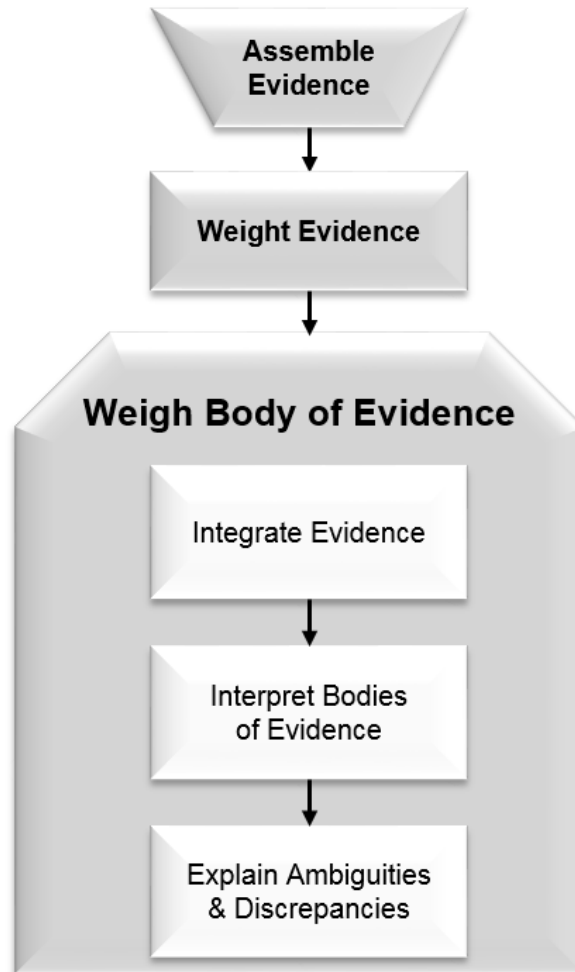 Assemble
Evidence
Weight Evidence
Weigh Body of Evidence
Integrate Evidence
Interpret Bodies
of Evidence
Explain Ambiguities
& Discrepancies